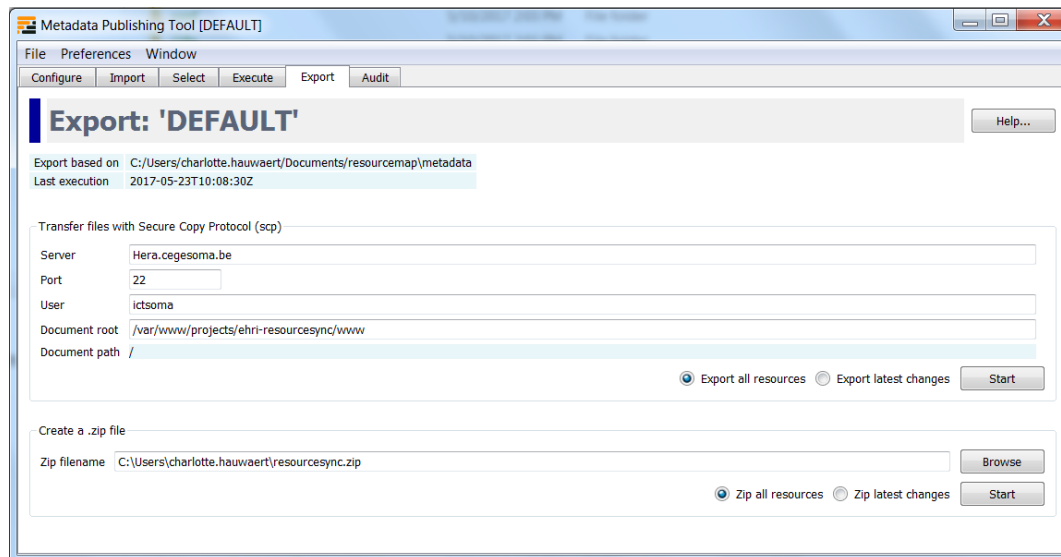 Metadata Publishing Tool [DEFAULT]
File Preferences Window
Configure Import Select Execute Export Audit
Export: 'DEFAULT'
Help...
Export based on C:/Users/charlotte.hauwaert/Documents/resourcemap\metadata
Last execution 2017-05-23T10:08:30Z
Transfer files with Secure Copy Protocol (scp)
Server Hera.cegesoma.be
Port 22
User ictsoma
Document root /var/www/projects/ehri-resourcesync/www
Document path /
Export all resources Export latest changes Start
Create a .zip file
Zip filename C:\Users\charlotte.hauwaert\resourcesync.zip Browse
Zip all resources Zip latest changes Start